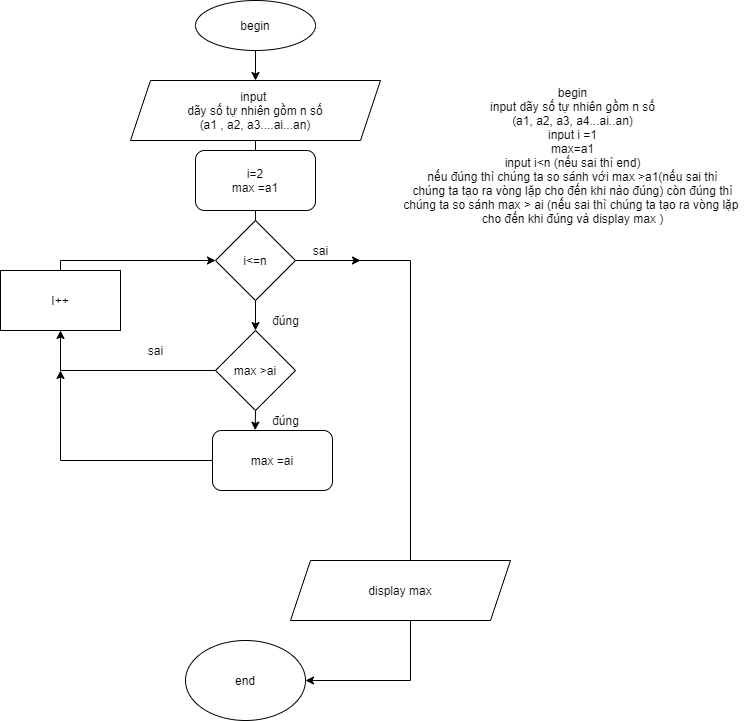 begin
input
dãy số tự nhiên gồm n số
(a1 , a2, a3....ai...an)
i=2
max =a1
i<=n
sai
I++
đúng
sai
max >ai
đúng
max =ai
display max
end
begin
input dãy số tự nhiên gồm n số
(a1, a2, a3, a4...ai..an)
input i =1
max=a1
input i<n (nếu sai thì end)
nếu đúng thì chúng ta so sánh với max >a1(nếu sai thì
chúng ta tạo ra vòng lặp cho đến khi nào đúng) còn đúng thì
chúng ta so sánh max > ai (nếu sai thì chúng ta tạo ra vòng lặp
cho đến khi đúng và display max )